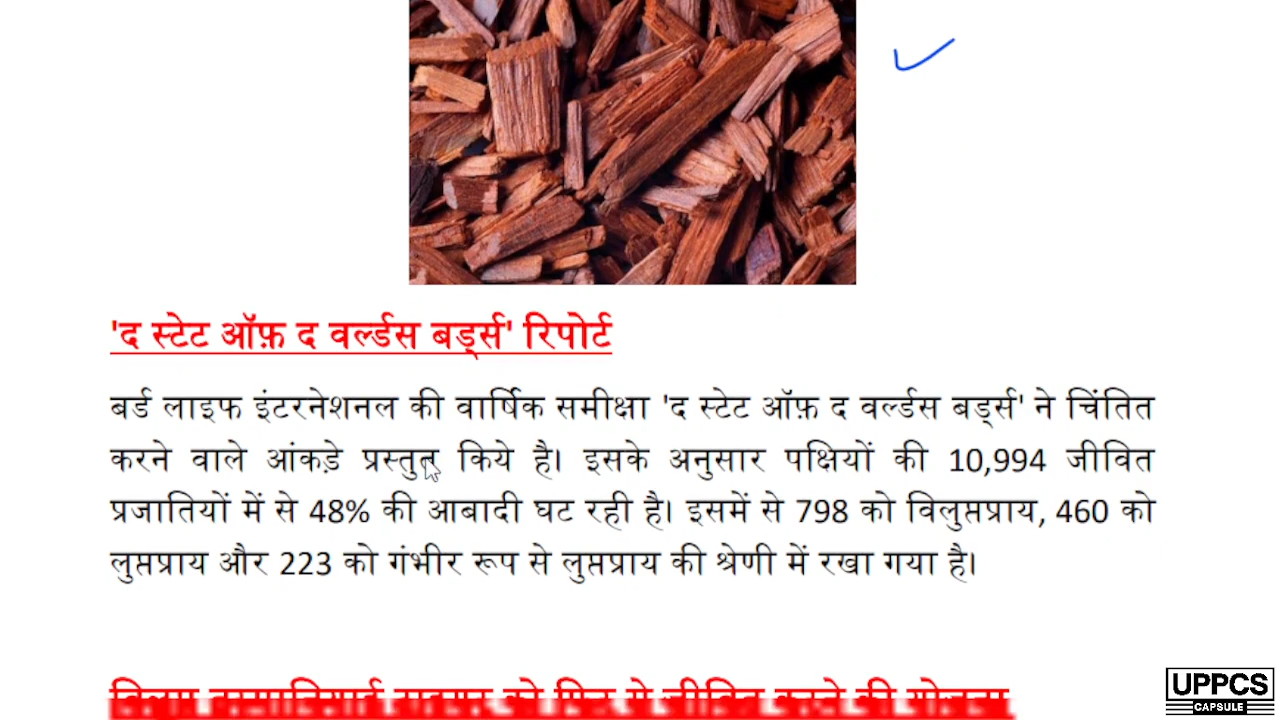 'द स्टेट ऑफ़ द वर्ल्डस बर्ड्स' रिपोर्ट
बर्ड लाइफ इंटरनेशनल की वार्षिक समीक्षा 'द स्टेट ऑफ़ द वर्ल्डस बर्ड्स' ने चिंतित
करने वाले आंकड़े प्रस्तुत किये है। इसके अनुसार पक्षियों की 10,994 जीवित
प्रजातियों में से 48% की आबादी घट रही है। इसमें से 798 को विलुप्तप्राय, 460 को
लुप्तप्राय और 223 को गंभीर रूप से लुप्तप्राय की श्रेणी में रखा गया है।
को फिर से जीवित करने की योजना
UPPCS
CAPSULE